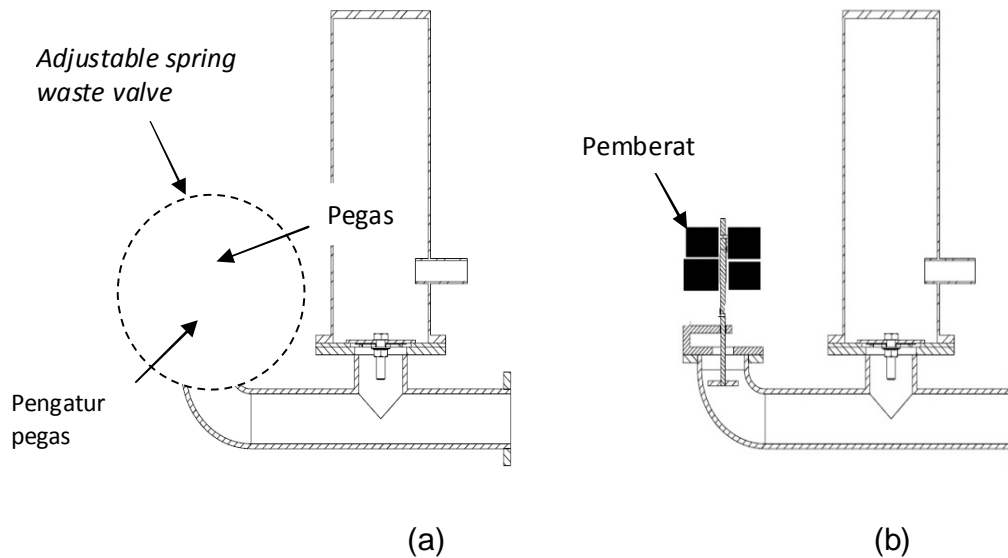 Adjustable spring
waste valve
Pegas
Pengatur
pegas
Pemberat
(a)
(b)